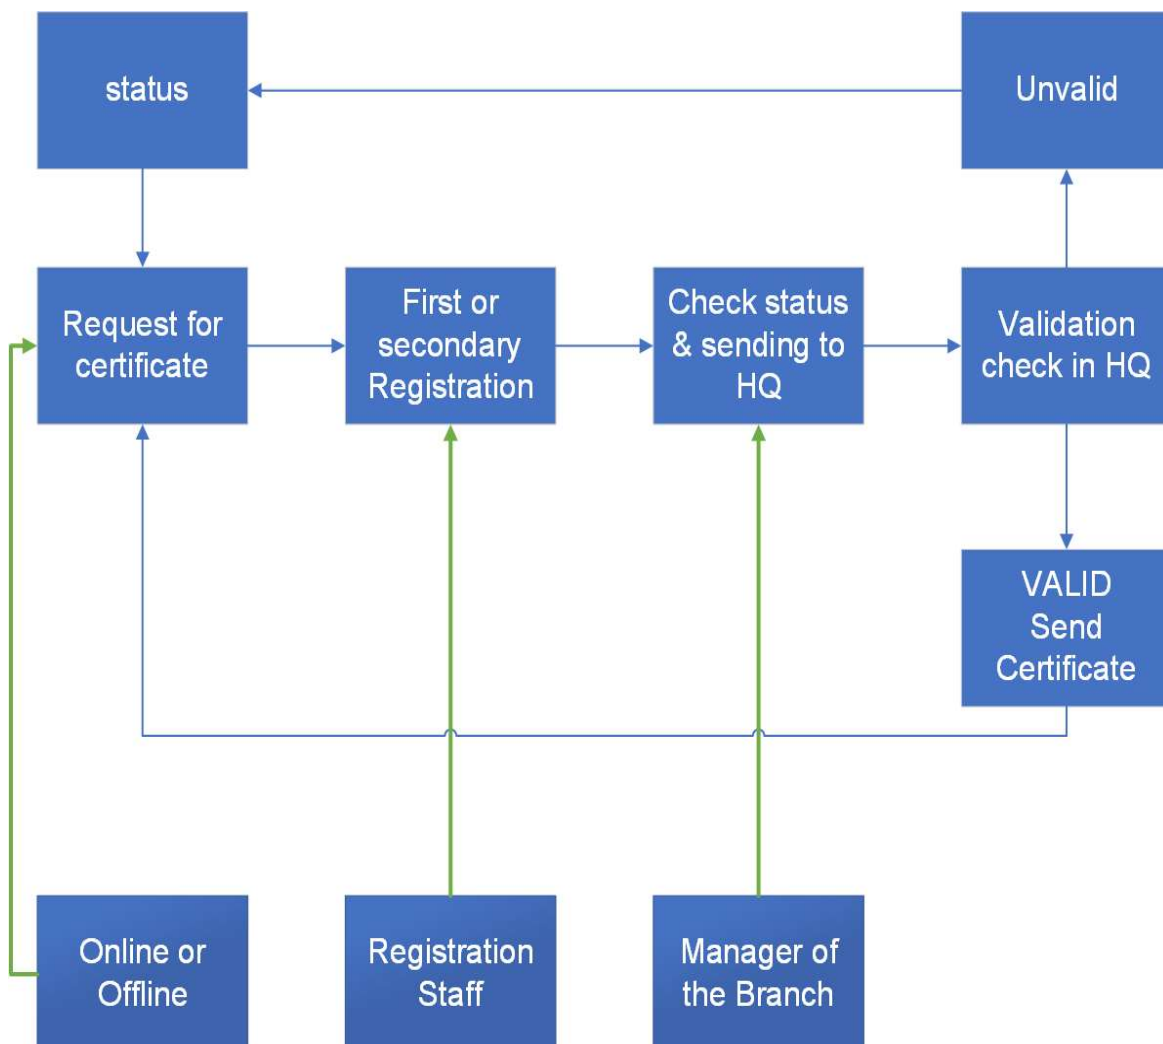 status
Unvalid
Request for
certificate
First or
secondary
Registration
Check status
& sending to
HQ
Validation
check in HQ
VALID
Send
Certificate
Online or
Offline
Registration
Staff
Manager of
the Branch